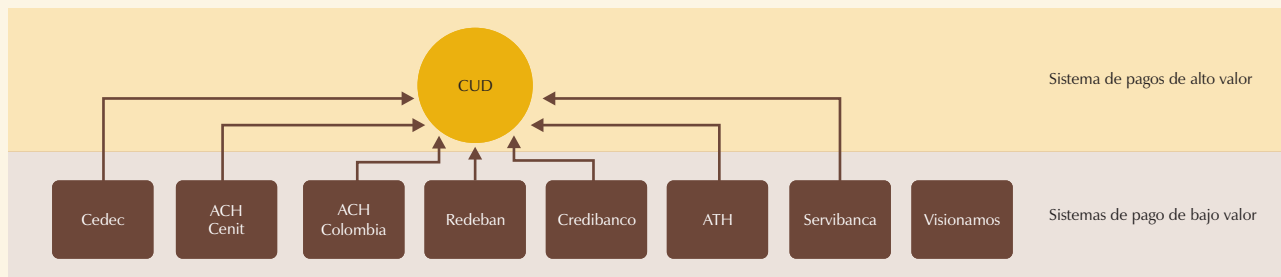 CUD
Sistema de pagos de alto valor
Cedec
ACH
Cenit
ACH
Colombia
Redeban
Credibanco
ATH
Servibanca
Visionamos
Sistemas de pago de bajo valor